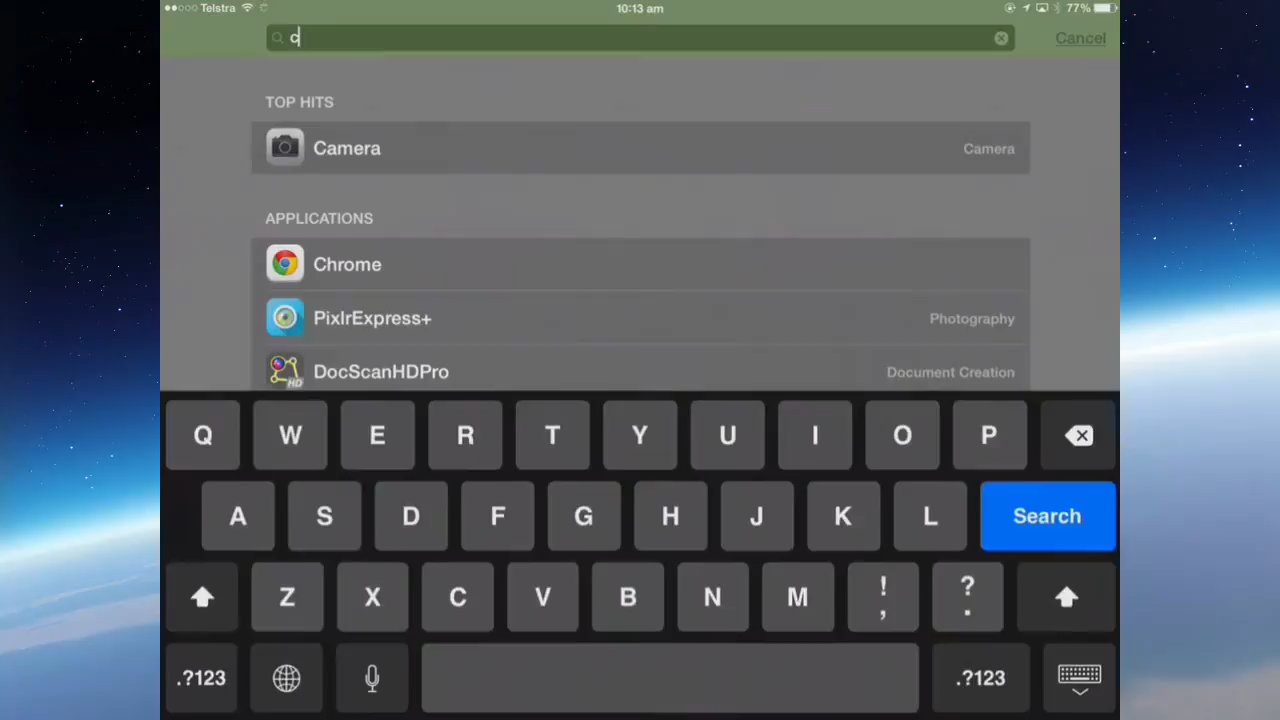 Telstra 10:13 am 77%
c Cancel
TOP HITS
Camera Camera
APPLICATIONS
Chrome
PixlrExpress+ Photography
DocScanHDPro Document Creation
HD
Q W E R T Y U I O P
A S D F G H J K L Search
Z X C V B N M ! , ? .
.?123 .?123